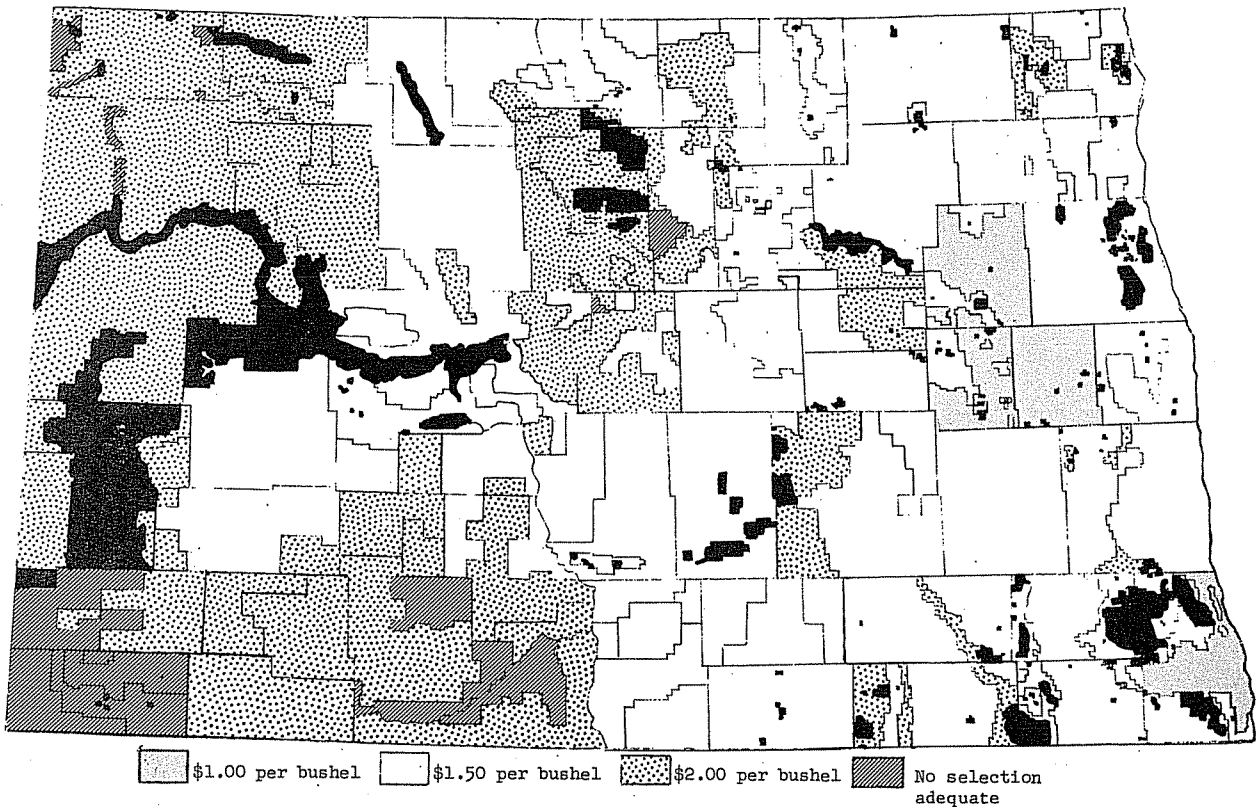 $1.00 per bushel
$1.50 per bushel
$2.00 per bushel
No selection
adequate